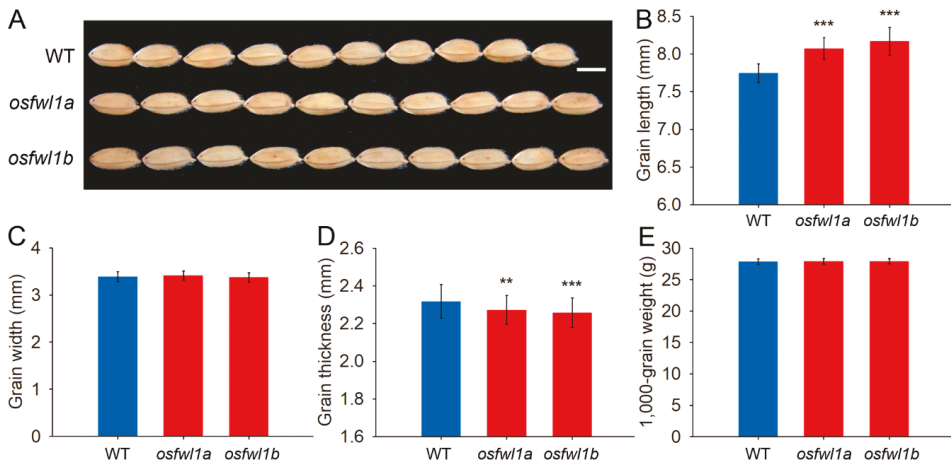 A
WT
osfwl1a
osfwl1b
B
Grain length (mm)
8.5
8.0
7.5
7.0
6.5
6.0
***
***
WT
osfwl1a
osfwl1b
C
Grain width (mm)
4
3
2
1
0
WT
osfwl1a
osfwl1b
D
Grain thickness (mm)
2.6
2.4
2.2
2.0
1.8
1.6
**
***
WT
osfwl1a
osfwl1b
E
1,000-grain weight (g)
30
25
20
15
10
5
0
WT
osfwl1a
osfwl1b